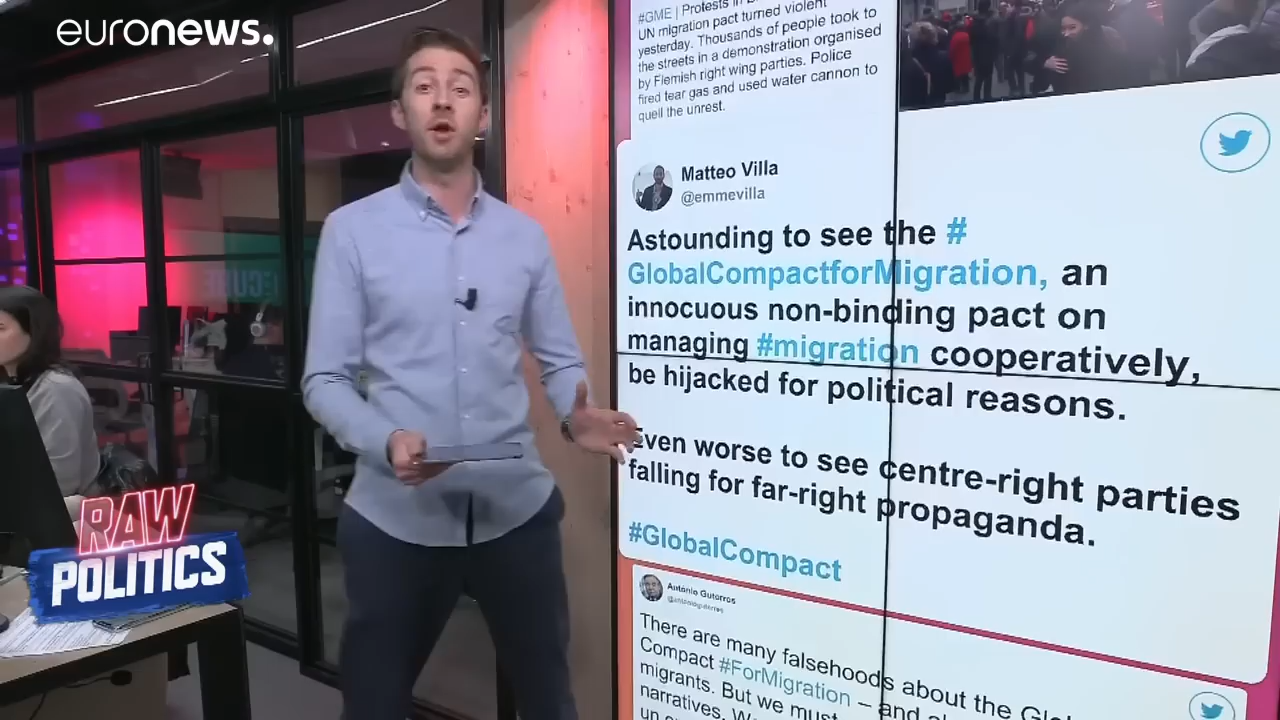 euronews.
#GME | Protests in
UN migration pact turned violent
yesterday. Thousands of people took to
the streets in a demonstration organised
by Flemish right wing parties. Police
fired tear gas and used water cannon to
quell the unrest.
Matteo Villa
@emmevilla
Astounding to see the #
GlobalCompactforMigration, an
innocuous non-binding pact on
managing #migration cooperatively,
be hijacked for political reasons.
Even worse to see centre-right parties
falling for far-right propaganda.
#GlobalCompact
António Guterres
@antonioguterres
There are many falsehoods about the
Compact #ForMigration – and
migrants. But we must
narratives.
RAW
POLITICS